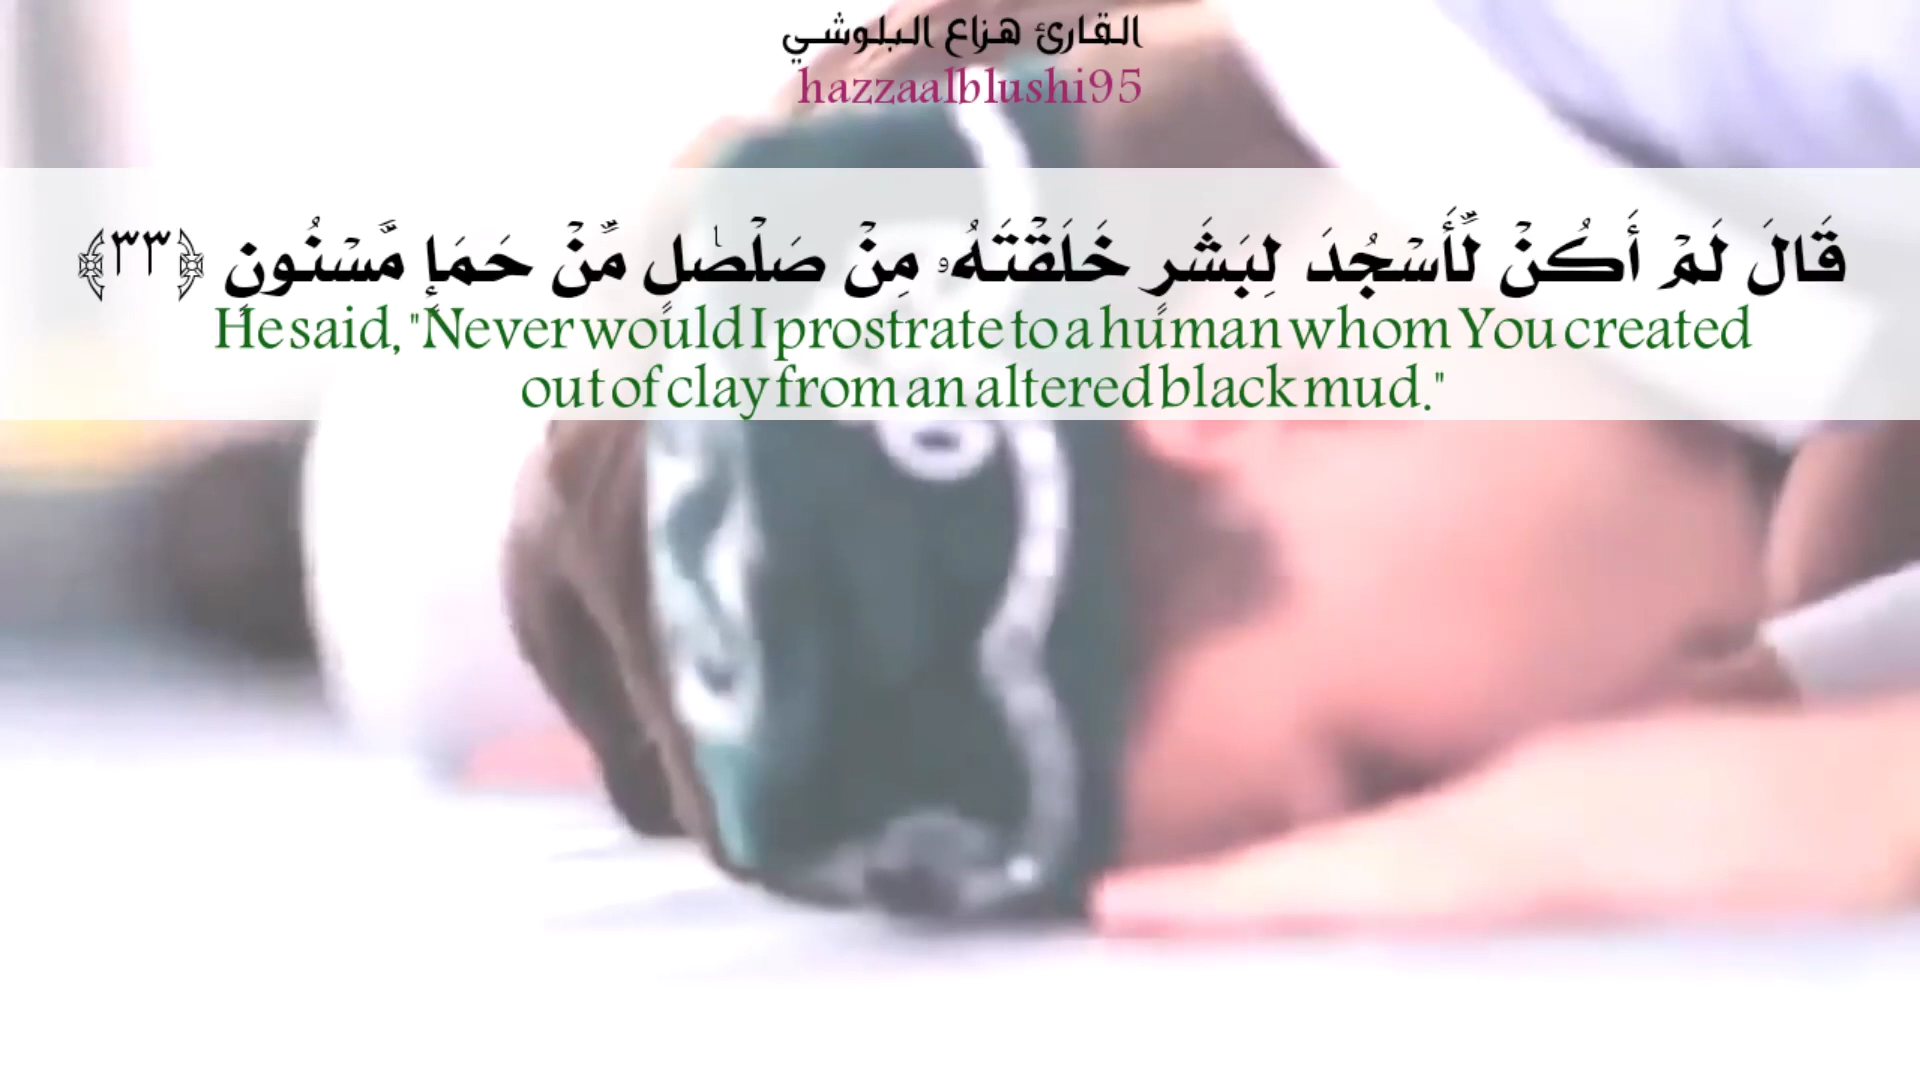 القارئ هزاع البلوشي
hazzaalblushi95
قَالَ لَمْ أَكُنْ لِّأَسْجُدَ لِبَشَرٍ خَلَقْتَهُۥ مِنْ صَلْصَٰلٍ مِّنْ حَمَإٍ مَّسْنُونٍ ﴿٣٣﴾
He said, "Never would I prostrate to a human whom You created
out of clay from an altered black mud."